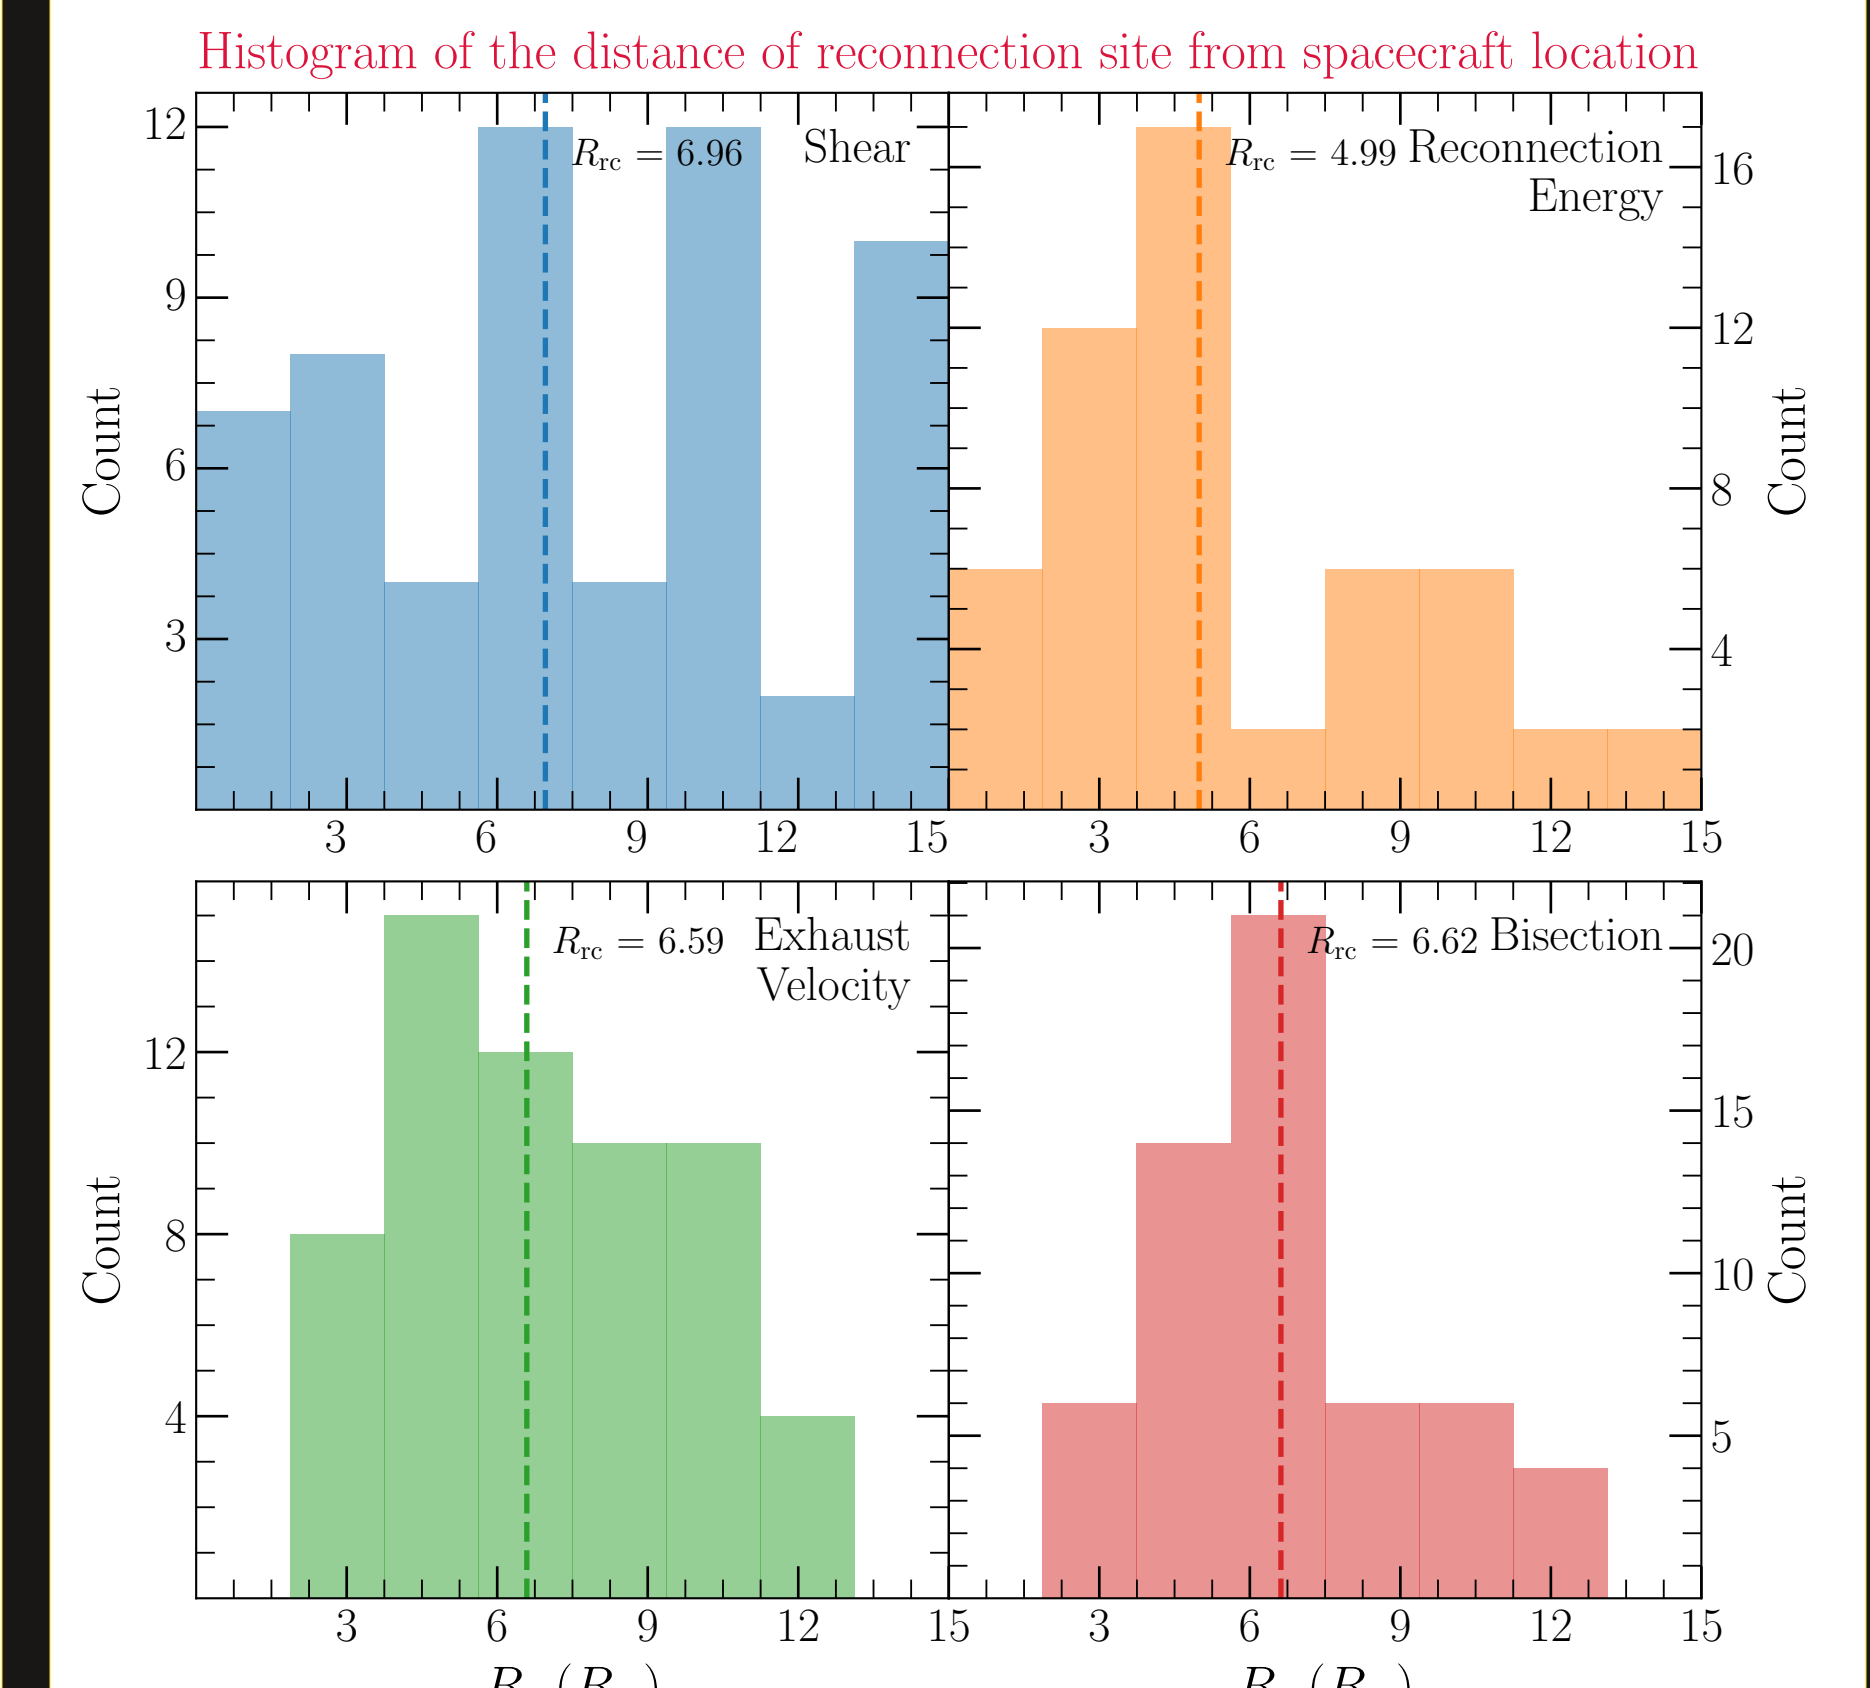 Histogram of the distance of reconnection site from spacecraft location
12
9
6
3
Count
R_rc = 6.96
Shear
3 6 9 12 15
R_rc = 4.99
Reconnection
Energy
16
12
8
4
Count
3 6 9 12 15
12
8
4
Count
R_rc = 6.59
Exhaust
Velocity
3 6 9 12 15
R_rc = 6.62
Bisection
20
15
10
5
Count
3 6 9 12 15